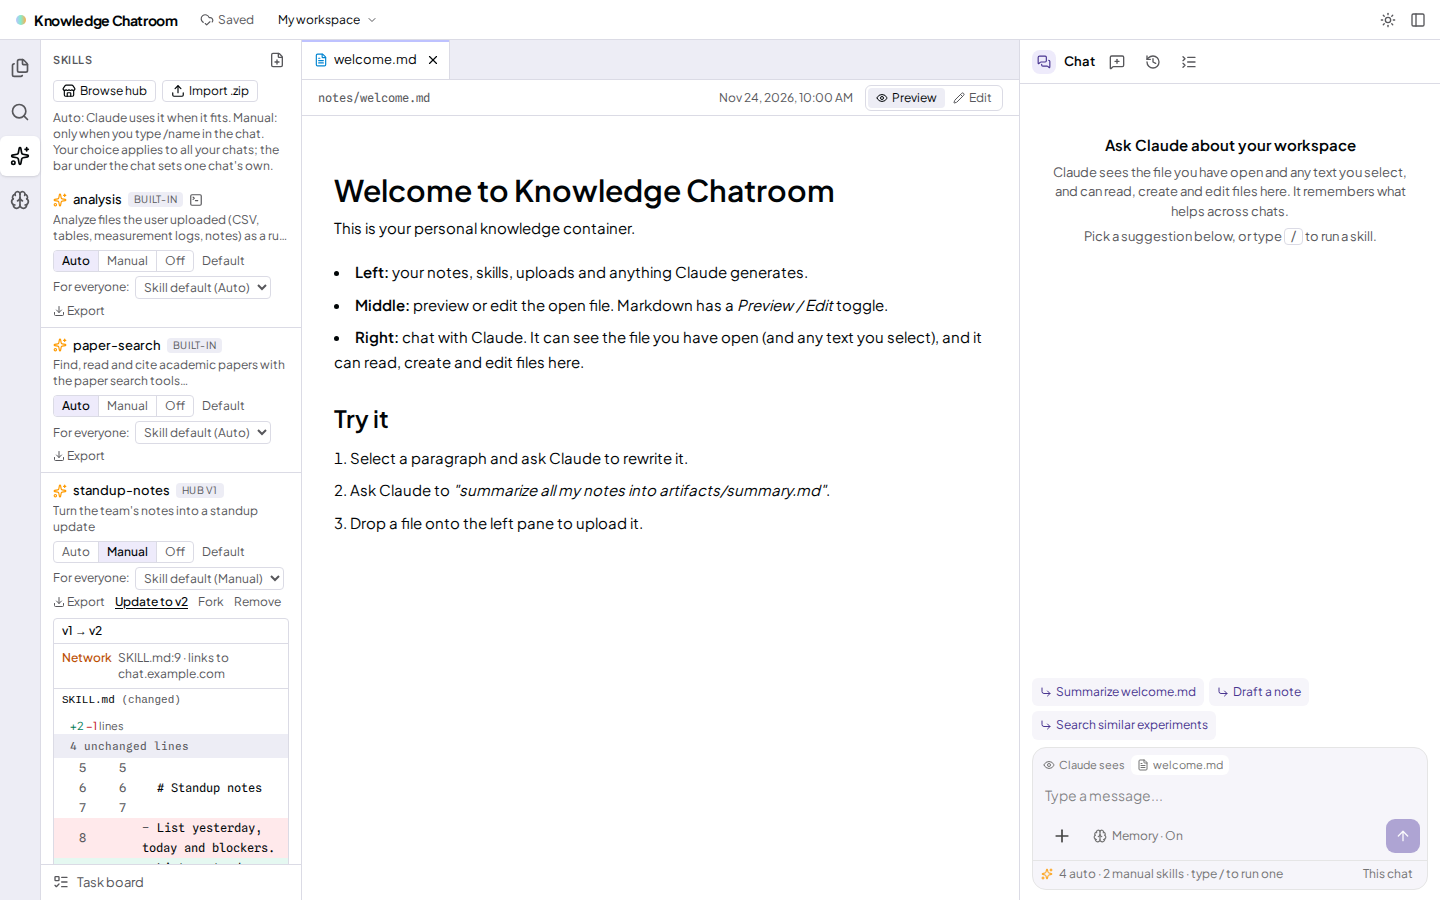 Knowledge Chatroom
Saved
My workspace
SKILLS
Browse hub
Import .zip
Auto: Claude uses it when it fits. Manual:
only when you type /name in the chat.
Your choice applies to all your chats; the
bar under the chat sets one chat's own.
analysis
BUILT-IN
Analyze files the user uploaded (CSV,
tables, measurement logs, notes) as a ru...
Auto
Manual
Off
Default
For everyone:
Skill default (Auto)
Export
paper-search
BUILT-IN
Find, read and cite academic papers with
the paper search tools...
Auto
Manual
Off
Default
For everyone:
Skill default (Auto)
Export
standup-notes
HUB V1
Turn the team's notes into a standup
update
Auto
Manual
Off
Default
For everyone:
Skill default (Manual)
Export
Update to v2
Fork
Remove
v1 → v2
Network
SKILL.md:9 · links to
chat.example.com
SKILL.md (changed)
+2 −1 lines
4 unchanged lines
5 5
6 6 # Standup notes
7 7
8 − List yesterday,
today and blockers.
Task board
welcome.md
notes/welcome.md
Nov 24, 2026, 10:00 AM
Preview
Edit
Welcome to Knowledge Chatroom
This is your personal knowledge container.
• Left: your notes, skills, uploads and anything Claude generates.
• Middle: preview or edit the open file. Markdown has a Preview / Edit toggle.
• Right: chat with Claude. It can see the file you have open (and any text you select), and it
can read, create and edit files here.
Try it
1. Select a paragraph and ask Claude to rewrite it.
2. Ask Claude to "summarize all my notes into artifacts/summary.md".
3. Drop a file onto the left pane to upload it.
Chat
Ask Claude about your workspace
Claude sees the file you have open and any text you select,
and can read, create and edit files here. It remembers what
helps across chats.
Pick a suggestion below, or type / to run a skill.
Summarize welcome.md
Draft a note
Search similar experiments
Claude sees
welcome.md
Type a message...
Memory · On
4 auto · 2 manual skills · type / to run one
This chat